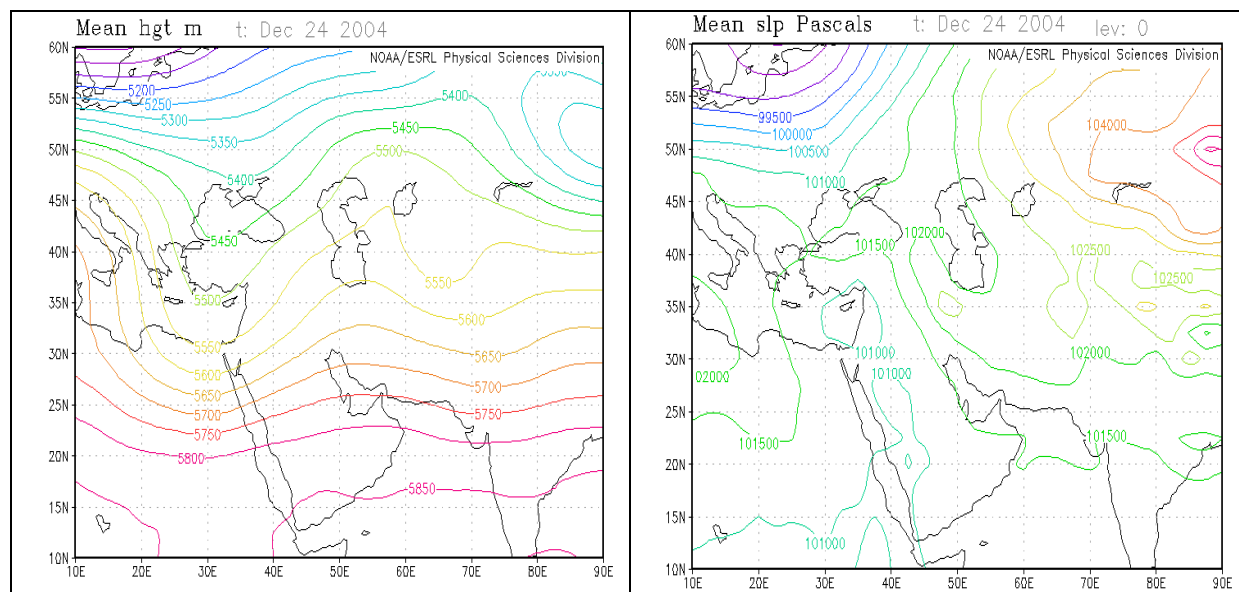 Mean hgt m t: Dec 24 2004
NOAA/ESRL Physical Sciences Division
60N
55N
50N
45N
40N
35N
30N
25N
20N
15N
10N
10E 20E 30E 40E 50E 60E 70E 80E 90E
5200
5250
5300
5350
5400
5400
5450
5500
5450
5500
5550
5550
5600
5600
5650
5650
5700
5700
5750
5750
5800
5850
Mean slp Pascals t: Dec 24 2004 lev: 0
NOAA/ESRL Physical Sciences Division
60N
55N
50N
45N
40N
35N
30N
25N
20N
15N
10N
10E 20E 30E 40E 50E 60E 70E 80E 90E
99500
100000
100500
101000
104000
101500
102000
102500
102500
101000
102000
02000
101500
101500
101000